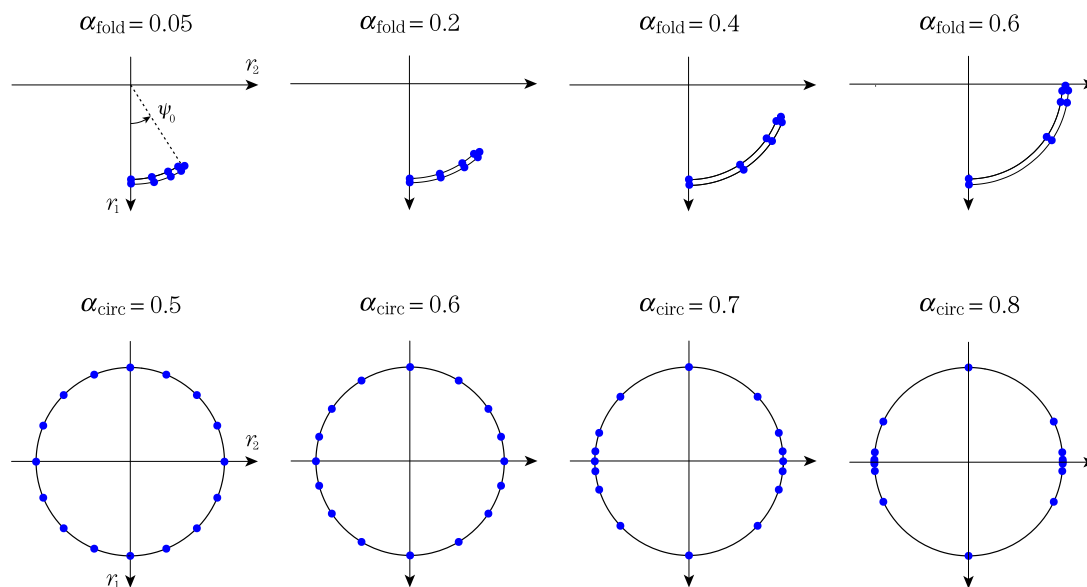 α_fold = 0.05
α_fold = 0.2
α_fold = 0.4
α_fold = 0.6
r_2
ψ_0
r_1
α_circ = 0.5
α_circ = 0.6
α_circ = 0.7
α_circ = 0.8
r_2
r_1